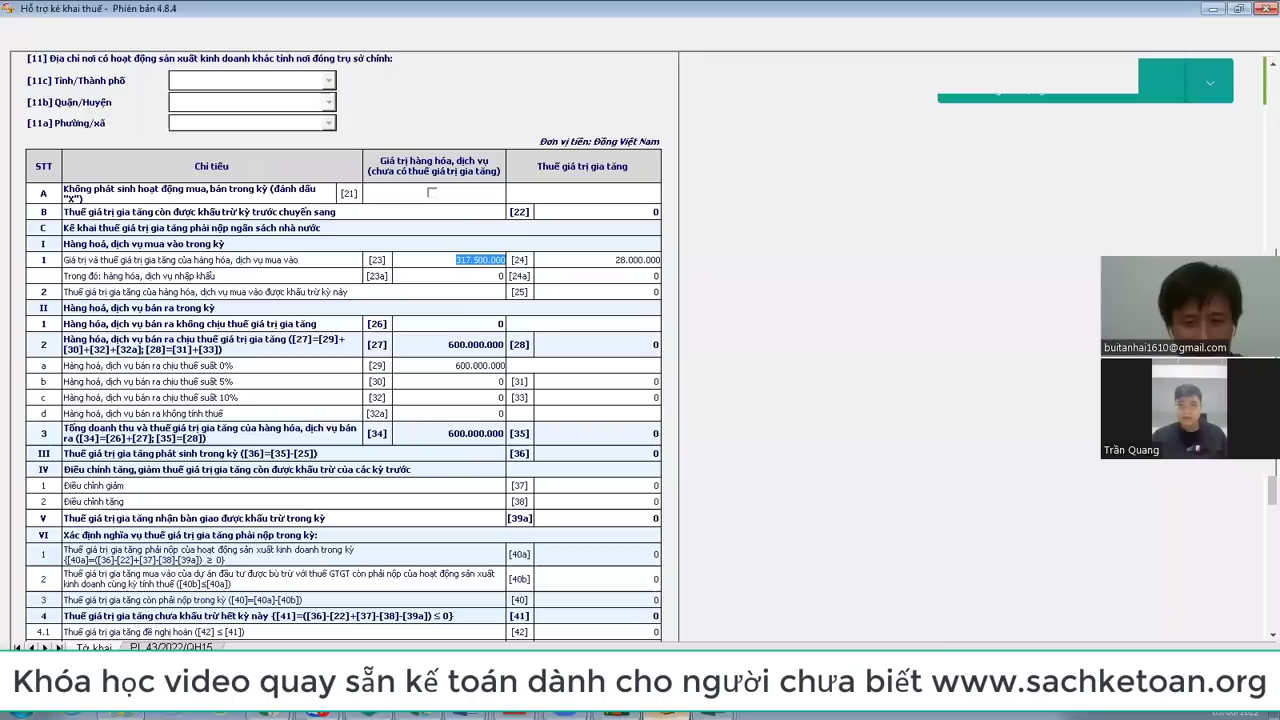 Hỗ trợ kê khai thuế - Phiên bản 4.8.4
[11] Địa chỉ nơi có hoạt động sản xuất kinh doanh khác tỉnh nơi đóng trụ sở chính:
[11c] Tỉnh/Thành phố
[11b] Quận/Huyện
[11a] Phường/xã
Đơn vị tiền: Đồng Việt Nam
STT Chỉ tiêu Giá trị hàng hóa, dịch vụ (chưa có thuế giá trị gia tăng) Thuế giá trị gia tăng
A Không phát sinh hoạt động mua, bán trong kỳ (đánh dấu "X") [21]
B Thuế giá trị gia tăng còn được khấu trừ kỳ trước chuyển sang [22] 0
C Kê khai thuế giá trị gia tăng phải nộp ngân sách nhà nước
I Hàng hoá, dịch vụ mua vào trong kỳ
1 Giá trị và thuế giá trị gia tăng của hàng hóa, dịch vụ mua vào [23] 317.500.000 [24] 28.000.000
Trong đó: hàng hóa, dịch vụ nhập khẩu [23a] 0 [24a] 0
2 Thuế giá trị gia tăng của hàng hóa, dịch vụ mua vào được khấu trừ kỳ này [25] 0
II Hàng hoá, dịch vụ bán ra trong kỳ
1 Hàng hóa, dịch vụ bán ra không chịu thuế giá trị gia tăng [26] 0
2 Hàng hóa, dịch vụ bán ra chịu thuế giá trị gia tăng ([27]=[29]+[30]+[32]+[32a]; [28]=[31]+[33]) [27] 600.000.000 [28] 0
a Hàng hoá, dịch vụ bán ra chịu thuế suất 0% [29] 600.000.000
b Hàng hoá, dịch vụ bán ra chịu thuế suất 5% [30] 0 [31] 0
c Hàng hoá, dịch vụ bán ra chịu thuế suất 10% [32] 0 [33] 0
d Hàng hoá, dịch vụ bán ra không tính thuế [32a] 0
3 Tổng doanh thu và thuế giá trị gia tăng của hàng hóa, dịch vụ bán ra ([34]=[26]+[27]; [35]=[28]) [34] 600.000.000 [35] 0
III Thuế giá trị gia tăng phát sinh trong kỳ ([36]=[35]-[25]) [36] 0
IV Điều chỉnh tăng, giảm thuế giá trị gia tăng còn được khấu trừ của các kỳ trước
1 Điều chỉnh giảm [37] 0
2 Điều chỉnh tăng [38] 0
V Thuế giá trị gia tăng nhận bàn giao được khấu trừ trong kỳ [39a] 0
VI Xác định nghĩa vụ thuế giá trị gia tăng phải nộp trong kỳ:
1 Thuế giá trị gia tăng phải nộp của hoạt động sản xuất kinh doanh trong kỳ {[40a]=([36]-[22]+[37]-[38]-[39a]) ≥ 0} [40a] 0
2 Thuế giá trị gia tăng mua vào của dự án đầu tư được bù trừ với thuế GTGT còn phải nộp của hoạt động sản xuất kinh doanh cùng kỳ tính thuế ([40b]≤[40a]) [40b] 0
3 Thuế giá trị gia tăng còn phải nộp trong kỳ ([40]=[40a]-[40b]) [40] 0
4 Thuế giá trị gia tăng chưa khấu trừ hết kỳ này {[41]=([36]-[22]+[37]-[38]-[39a]) ≤ 0} [41] 0
4.1 Thuế giá trị gia tăng đề nghị hoàn ([42] ≤ [41]) [42] 0
Tờ khai PL 43/2022/QH15
buitanhai1610@gmail.com
Trần Quang
Khóa học video quay sẵn kế toán dành cho người chưa biết www.sachketoan.org